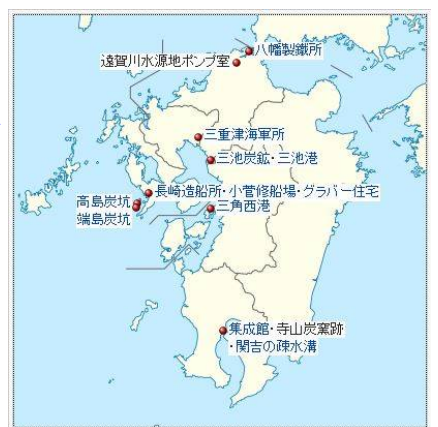 八幡製鐵所
遠賀川水源地ポンプ室
三重津海軍所
三池炭鉱・三池港
長崎造船所・小菅修船場・グラバー住宅
高島炭坑
端島炭坑
三角西港
集成館・寺山炭窯跡
・関吉の疎水溝